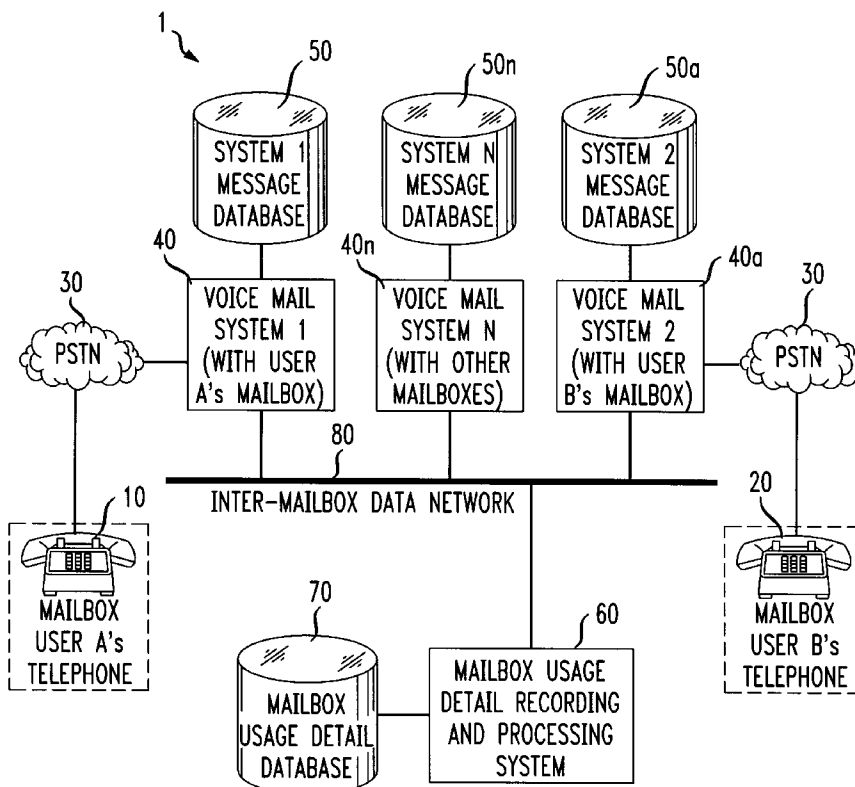 1
50
50n
50a
SYSTEM 1
MESSAGE
DATABASE
SYSTEM N
MESSAGE
DATABASE
SYSTEM 2
MESSAGE
DATABASE
40
40n
40a
30
30
PSTN
VOICE MAIL
SYSTEM 1
(WITH USER
A's MAILBOX)
VOICE MAIL
SYSTEM N
(WITH OTHER
MAILBOXES)
VOICE MAIL
SYSTEM 2
(WITH USER
B's MAILBOX)
PSTN
80
INTER-MAILBOX DATA NETWORK
10
MAILBOX
USER A's
TELEPHONE
20
MAILBOX
USER B's
TELEPHONE
70
MAILBOX
USAGE DETAIL
DATABASE
60
MAILBOX USAGE
DETAIL RECORDING
AND PROCESSING
SYSTEM